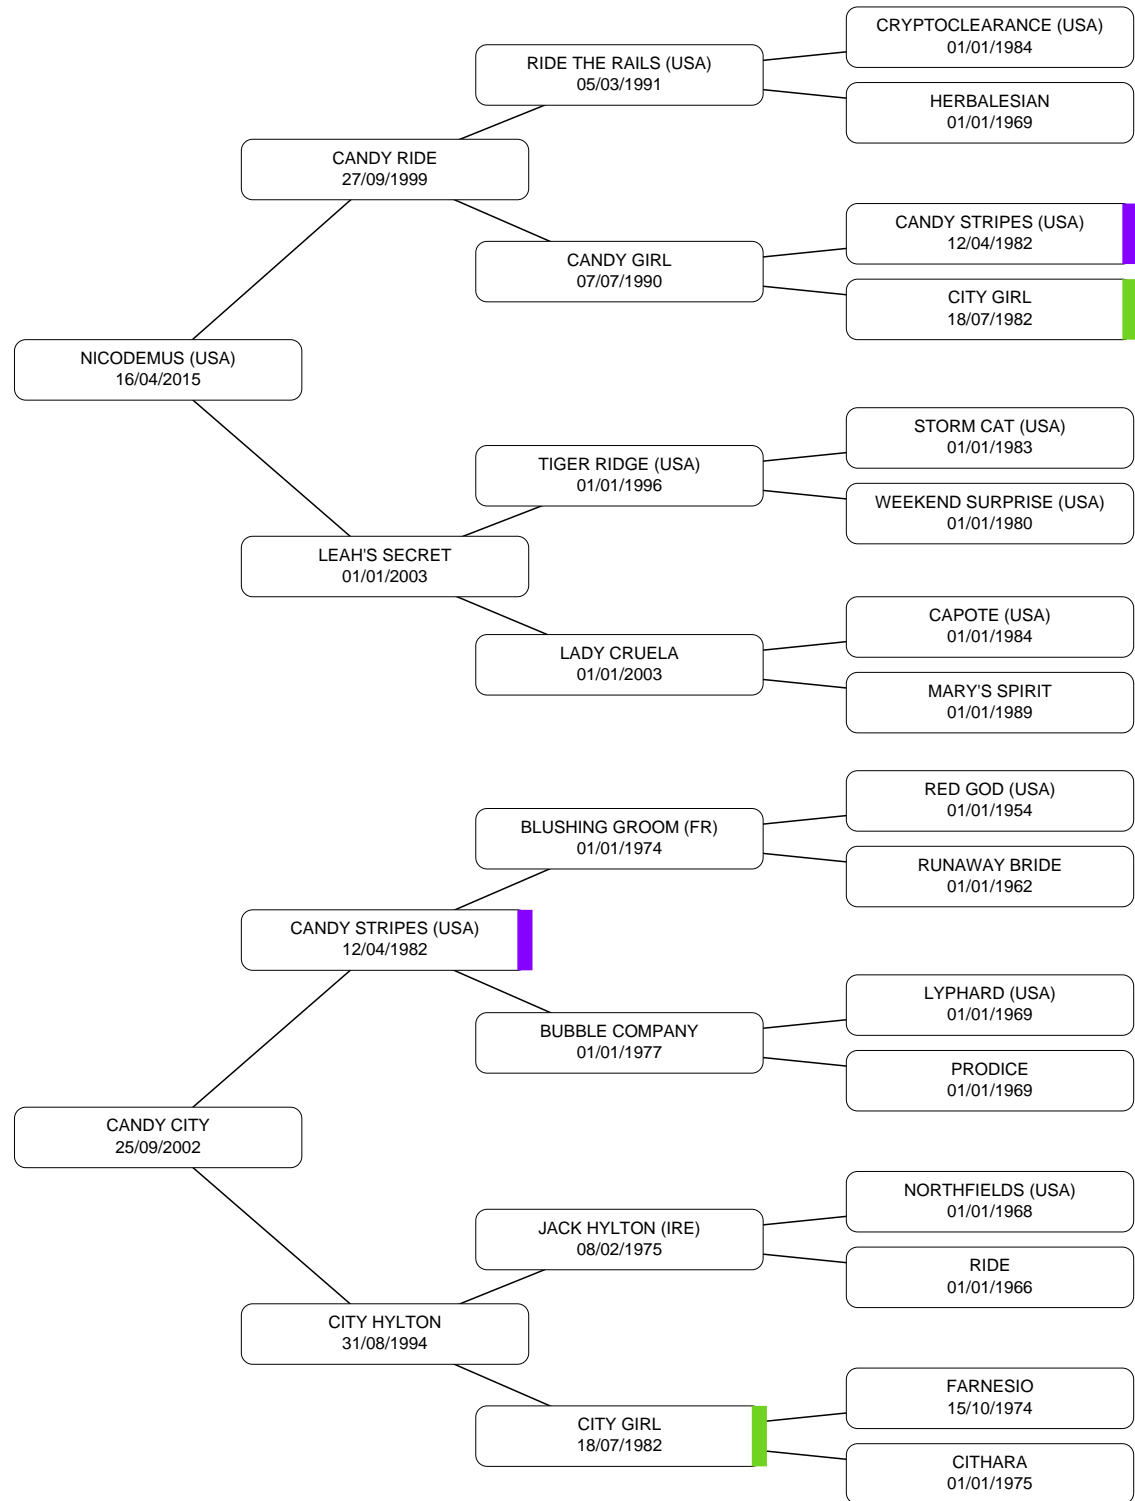 CRYPTOCLEARANCE (USA)
01/01/1984
RIDE THE RAILS (USA)
05/03/1991
HERBALESIAN
01/01/1969
CANDY RIDE
27/09/1999
CANDY STRIPES (USA)
12/04/1982
CANDY GIRL
07/07/1990
CITY GIRL
18/07/1982
NICODEMUS (USA)
16/04/2015
STORM CAT (USA)
01/01/1983
TIGER RIDGE (USA)
01/01/1996
WEEKEND SURPRISE (USA)
01/01/1980
LEAH'S SECRET
01/01/2003
CAPOTE (USA)
01/01/1984
LADY CRUELA
01/01/2003
MARY'S SPIRIT
01/01/1989
RED GOD (USA)
01/01/1954
BLUSHING GROOM (FR)
01/01/1974
RUNAWAY BRIDE
01/01/1962
CANDY STRIPES (USA)
12/04/1982
LYPHARD (USA)
01/01/1969
BUBBLE COMPANY
01/01/1977
PRODICE
01/01/1969
CANDY CITY
25/09/2002
NORTHFIELDS (USA)
01/01/1968
JACK HYLTON (IRE)
08/02/1975
RIDE
01/01/1966
CITY HYLTON
31/08/1994
FARNESIO
15/10/1974
CITY GIRL
18/07/1982
CITHARA
01/01/1975